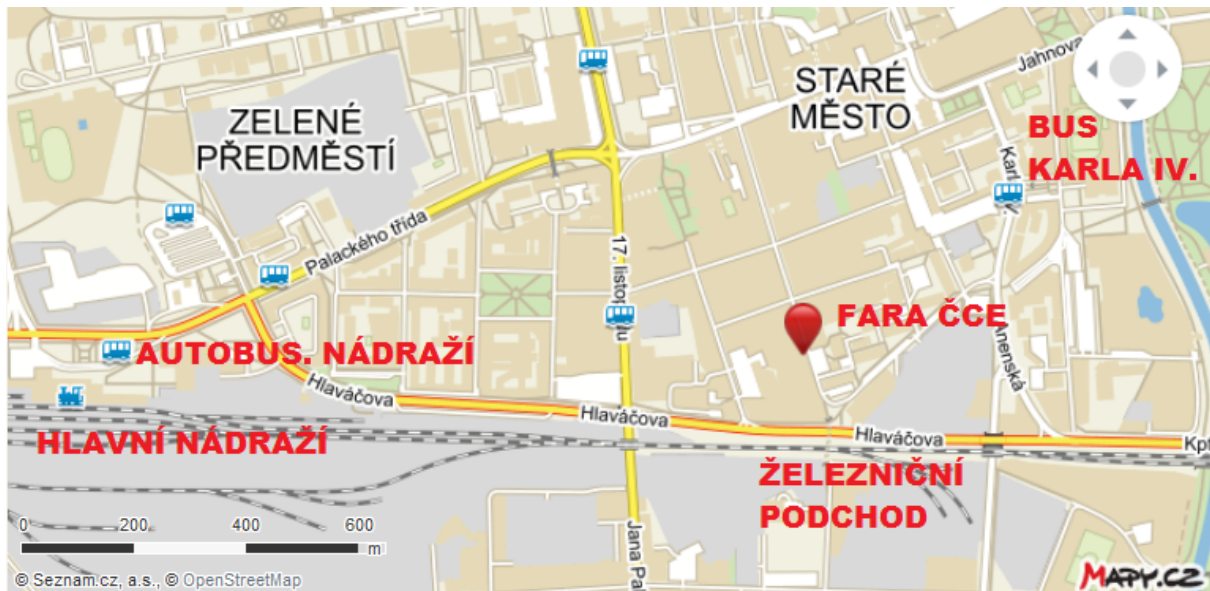 ZELENÉ
PŘEDMĚSTÍ
STARÉ
MĚSTO
Jahnova
BUS
KARLA IV.
Karla IV.
Palackého třída
17. listopadu
FARA ČCE
Anenská
AUTOBUS. NÁDRAŽÍ
Hlaváčova
Hlaváčova
Hlaváčova
Kpt
HLAVNÍ NÁDRAŽÍ
ŽELEZNIČNÍ
PODCHOD
Jana Pa
0 200 400 600
m
© Seznam.cz, a.s., © OpenStreetMap
MAPY.CZ